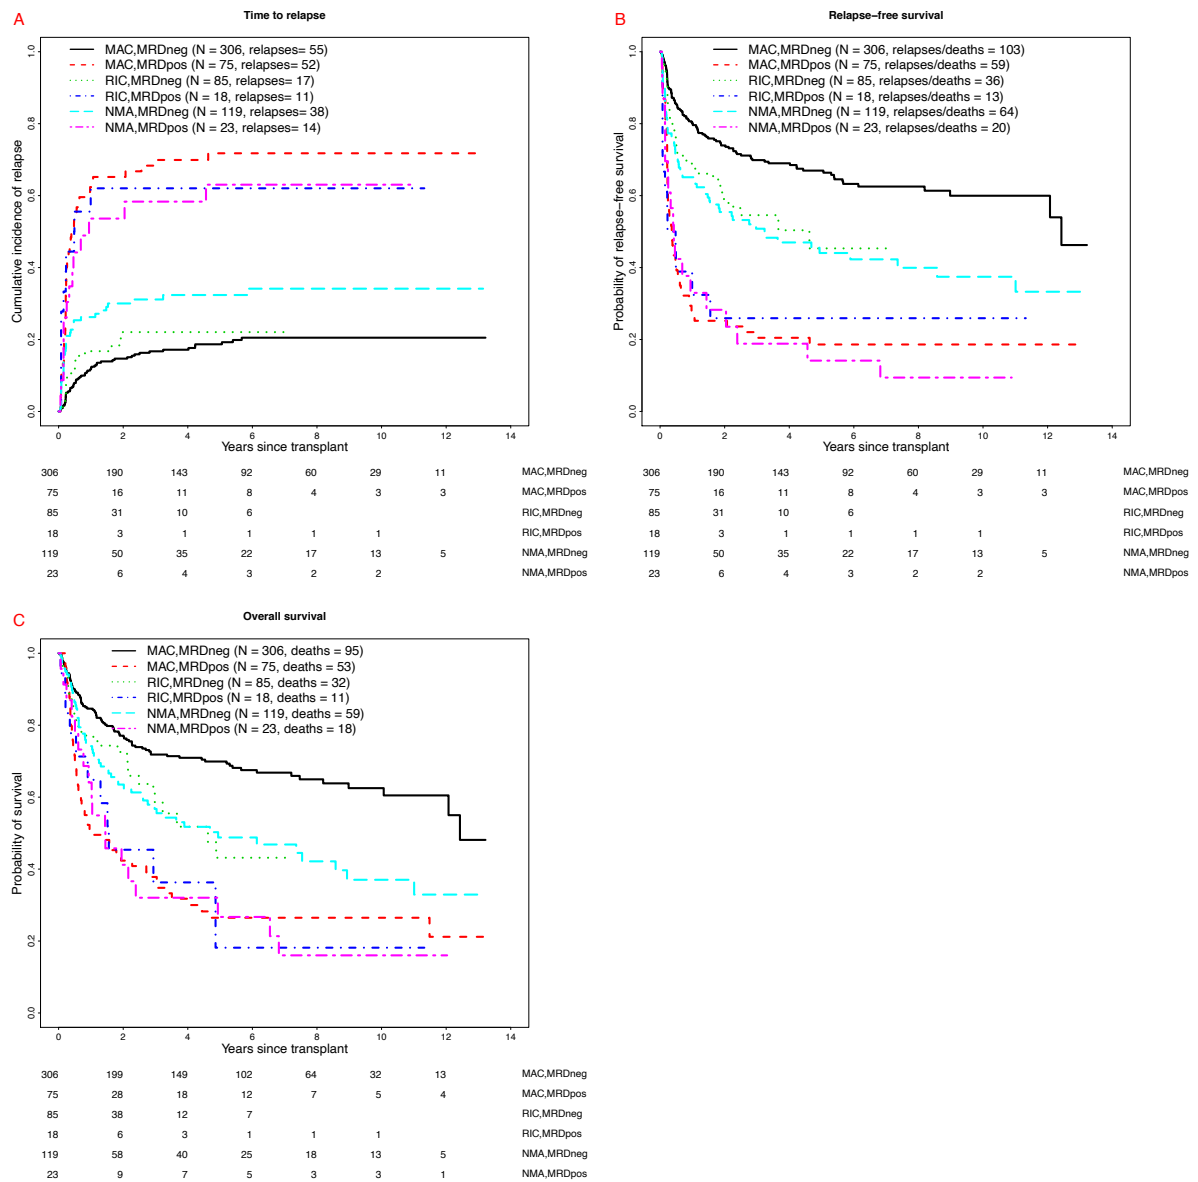 A
Time to relapse
MAC,MRDneg (N = 306, relapses= 55)
MAC,MRDpos (N = 75, relapses= 52)
RIC,MRDneg (N = 85, relapses= 17)
RIC,MRDpos (N = 18, relapses= 11)
NMA,MRDneg (N = 119, relapses= 38)
NMA,MRDpos (N = 23, relapses= 14)
Cumulative incidence of relapse
0.0 0.2 0.4 0.6 0.8 1.0
0 2 4 6 8 10 12 14
Years since transplant
306 190 143 92 60 29 11 MAC,MRDneg
75 16 11 8 4 3 3 MAC,MRDpos
85 31 10 6 RIC,MRDneg
18 3 1 1 1 1 RIC,MRDpos
119 50 35 22 17 13 5 NMA,MRDneg
23 6 4 3 2 2 NMA,MRDpos
B
Relapse−free survival
MAC,MRDneg (N = 306, relapses/deaths = 103)
MAC,MRDpos (N = 75, relapses/deaths = 59)
RIC,MRDneg (N = 85, relapses/deaths = 36)
RIC,MRDpos (N = 18, relapses/deaths = 13)
NMA,MRDneg (N = 119, relapses/deaths = 64)
NMA,MRDpos (N = 23, relapses/deaths = 20)
Probability of relapse−free survival
0.0 0.2 0.4 0.6 0.8 1.0
0 2 4 6 8 10 12 14
Years since transplant
306 190 143 92 60 29 11 MAC,MRDneg
75 16 11 8 4 3 3 MAC,MRDpos
85 31 10 6 RIC,MRDneg
18 3 1 1 1 1 RIC,MRDpos
119 50 35 22 17 13 5 NMA,MRDneg
23 6 4 3 2 2 NMA,MRDpos
C
Overall survival
MAC,MRDneg (N = 306, deaths = 95)
MAC,MRDpos (N = 75, deaths = 53)
RIC,MRDneg (N = 85, deaths = 32)
RIC,MRDpos (N = 18, deaths = 11)
NMA,MRDneg (N = 119, deaths = 59)
NMA,MRDpos (N = 23, deaths = 18)
Probability of survival
0.0 0.2 0.4 0.6 0.8 1.0
0 2 4 6 8 10 12 14
Years since transplant
306 199 149 102 64 32 13 MAC,MRDneg
75 28 18 12 7 5 4 MAC,MRDpos
85 38 12 7 RIC,MRDneg
18 6 3 1 1 1 RIC,MRDpos
119 58 40 25 18 13 5 NMA,MRDneg
23 9 7 5 3 3 1 NMA,MRDpos